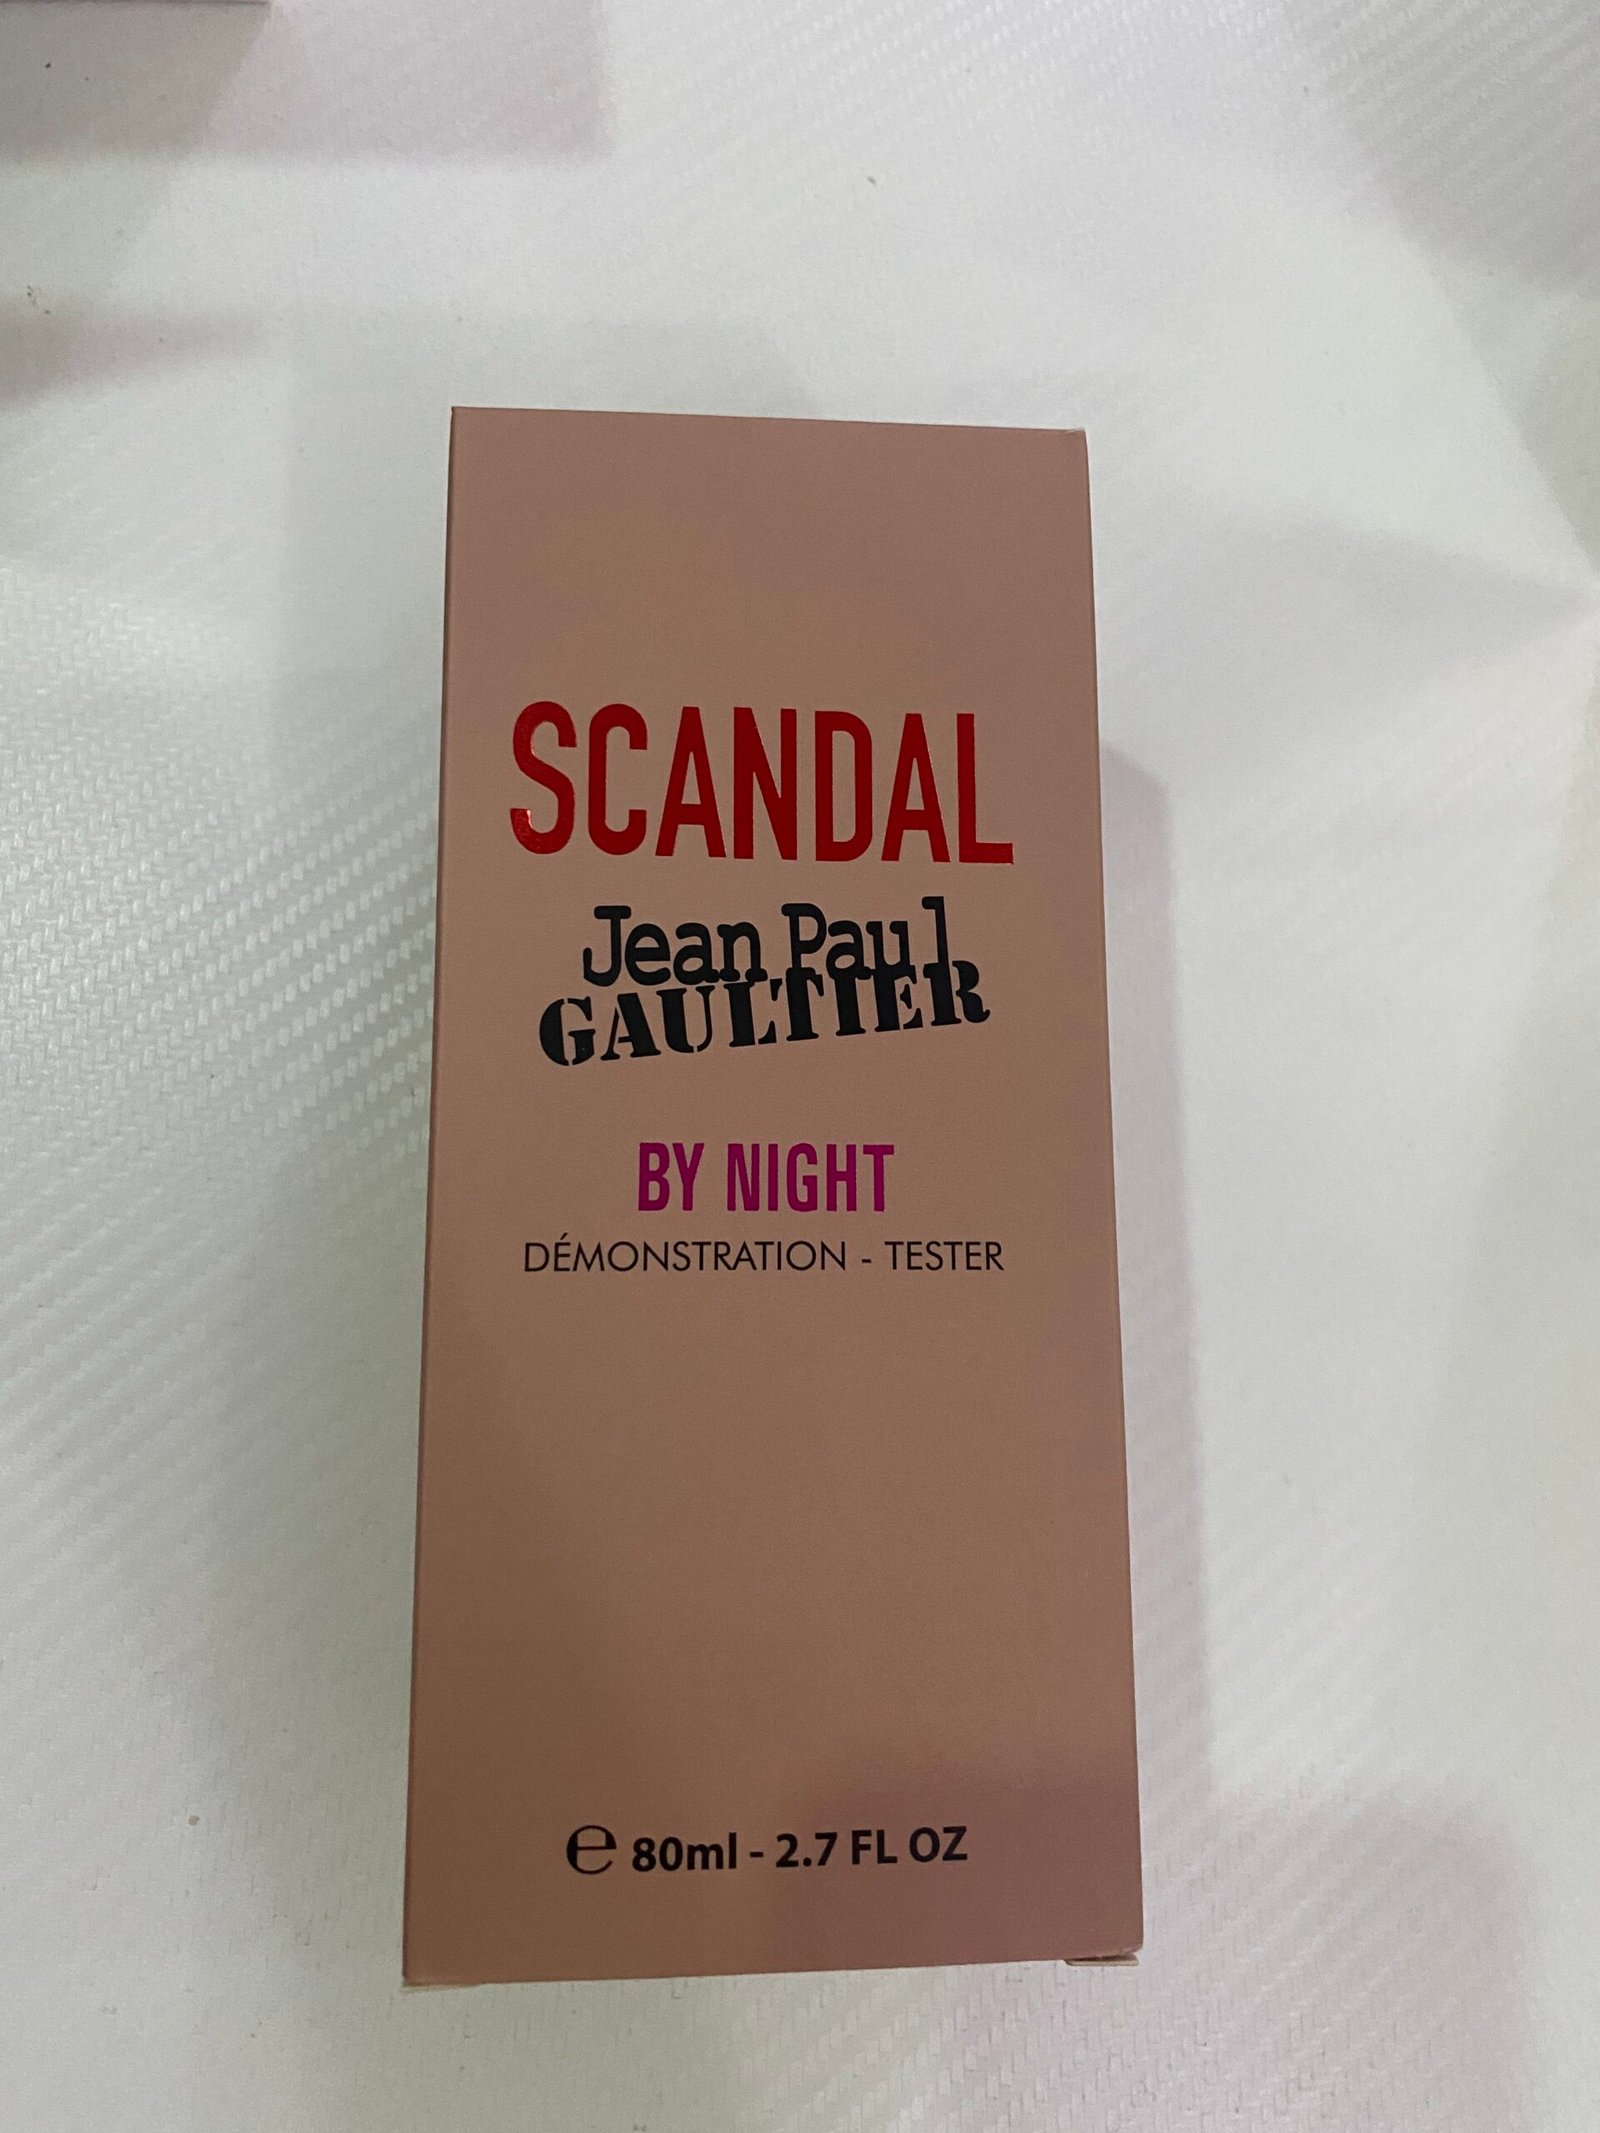 SCANDAL
Jean Paul
GAULTIER
BY NIGHT
DÉMONSTRATION - TESTER
℮ 80ml - 2.7 FL OZ